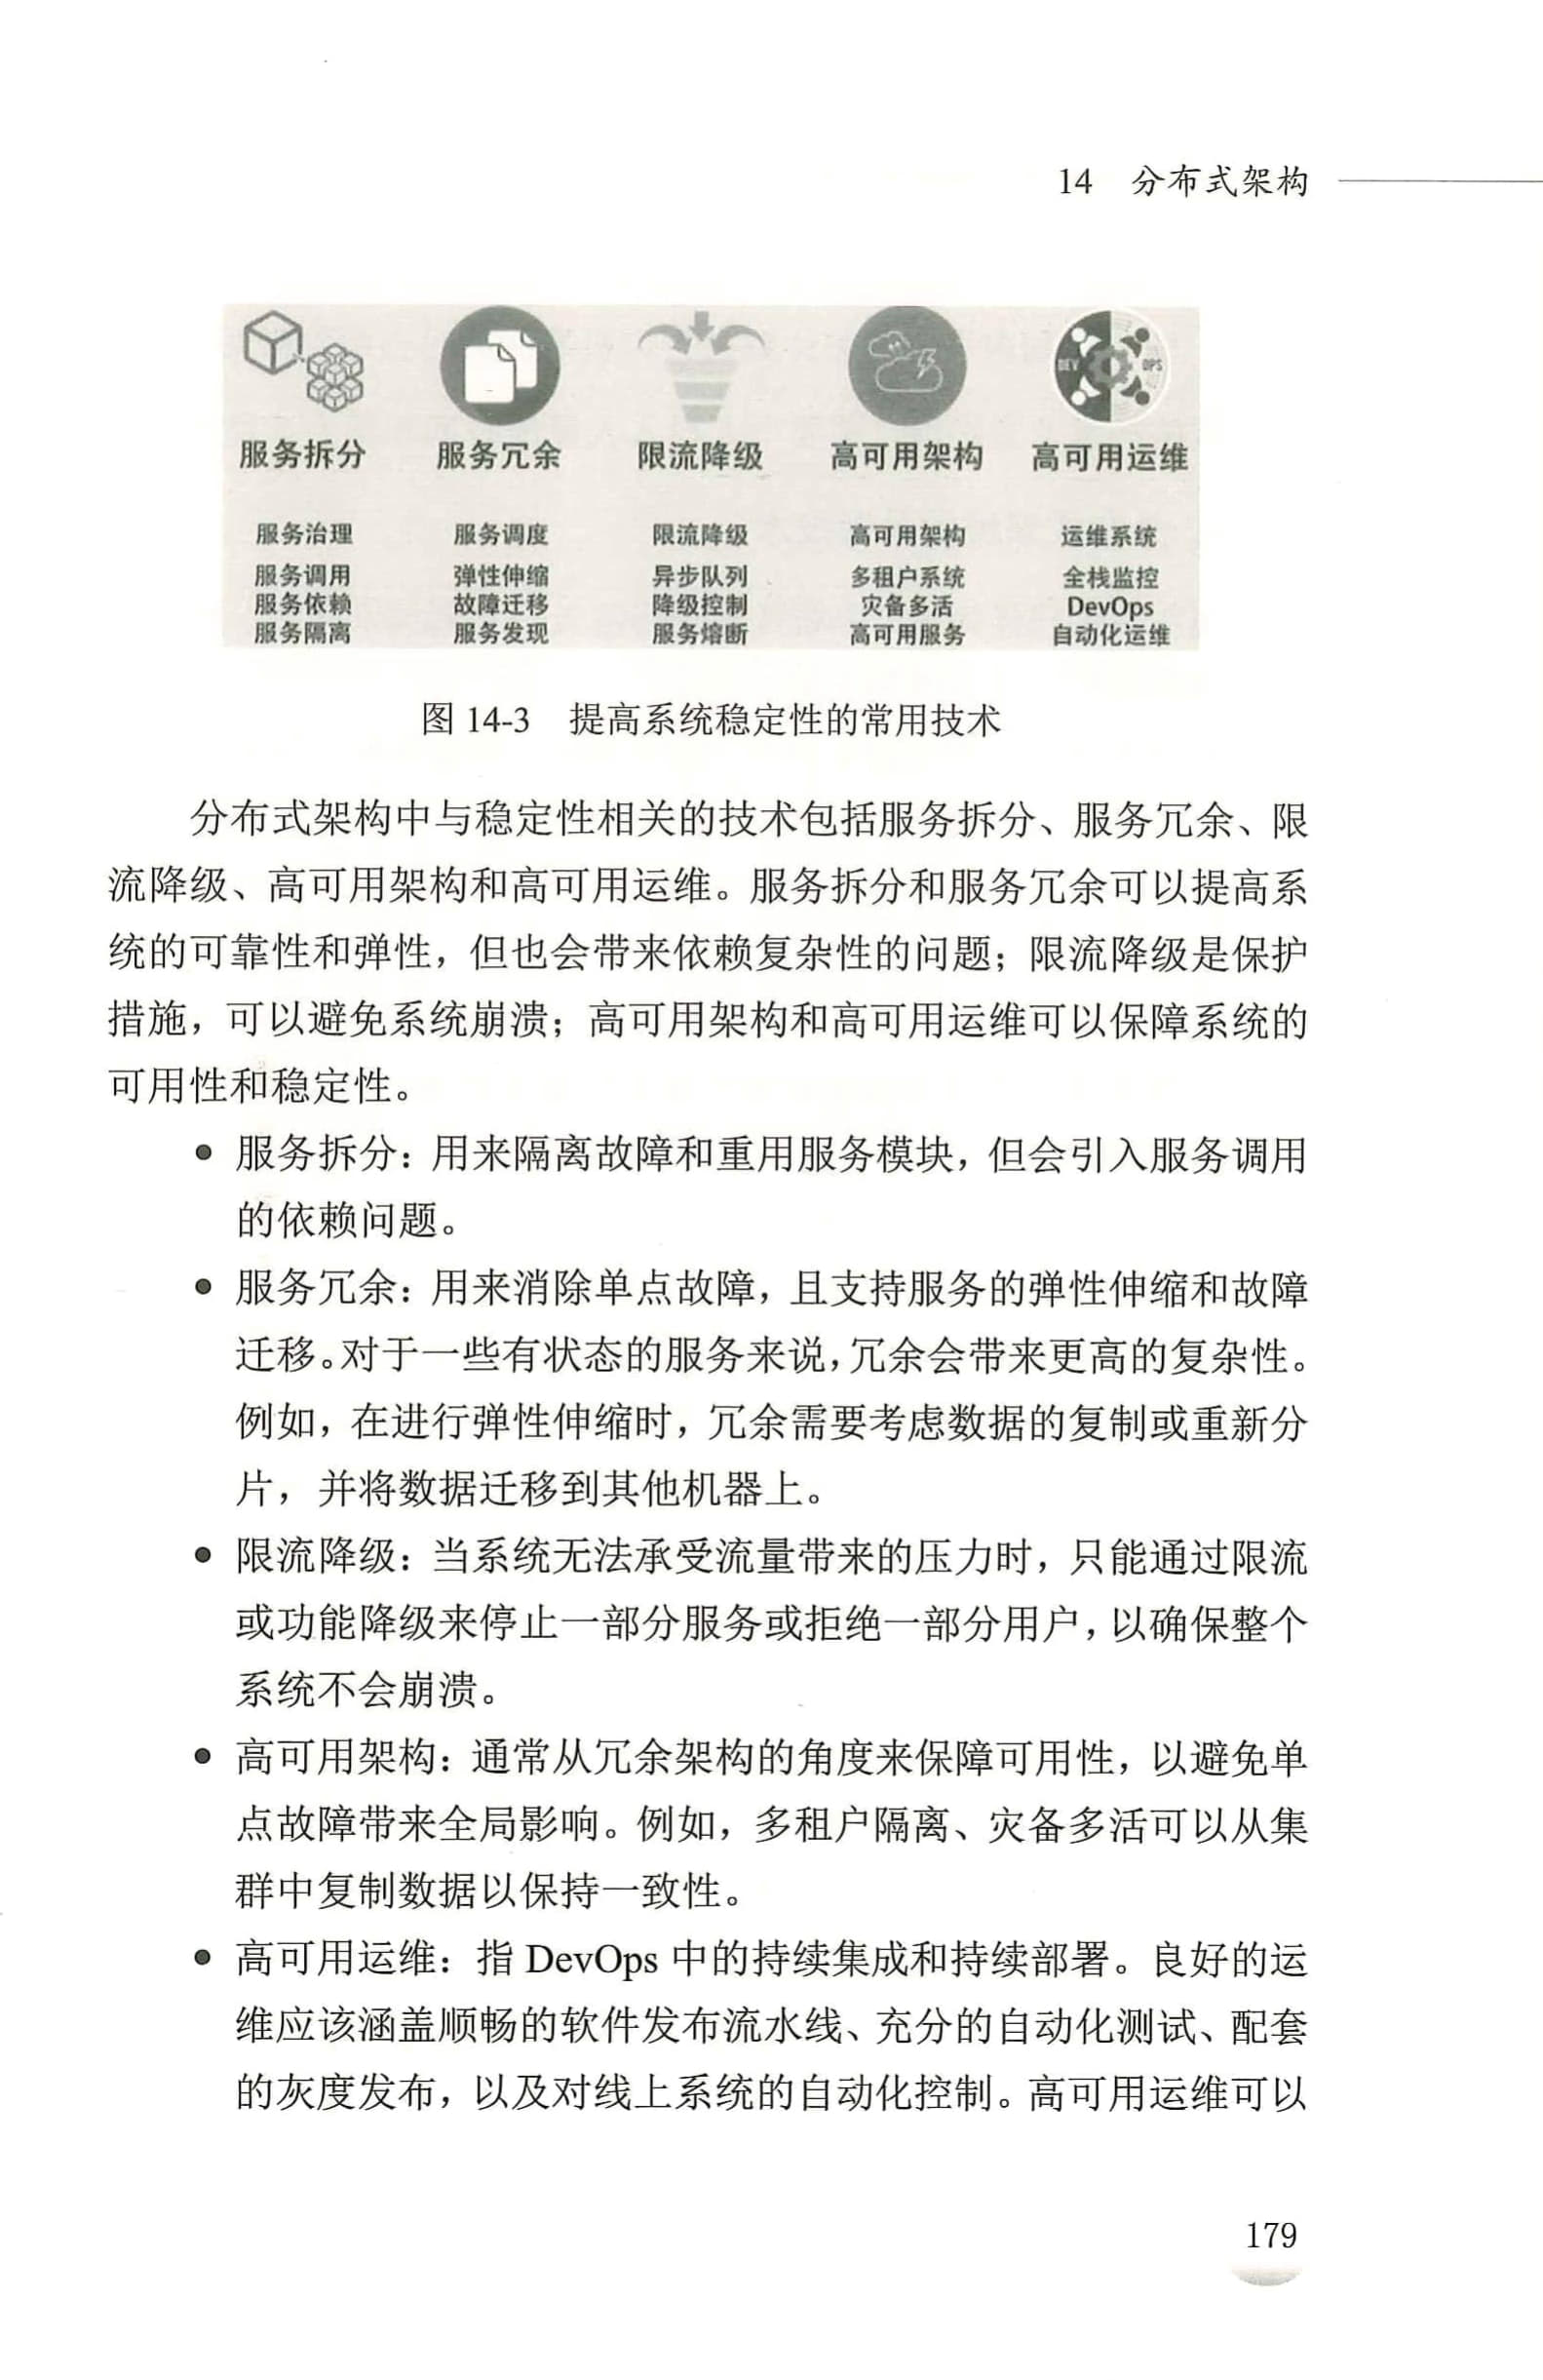 14 分布式架构
DEV OPS
服务拆分 服务冗余 限流降级 高可用架构 高可用运维
服务治理 服务调度 限流降级 高可用架构 运维系统
服务调用 弹性伸缩 异步队列 多租户系统 全栈监控
服务依赖 故障迁移 降级控制 灾备多活 DevOps
服务隔离 服务发现 服务熔断 高可用服务 自动化运维
图 14-3 提高系统稳定性的常用技术
分布式架构中与稳定性相关的技术包括服务拆分、服务冗余、限
流降级、高可用架构和高可用运维。服务拆分和服务冗余可以提高系
统的可靠性和弹性，但也会带来依赖复杂性的问题；限流降级是保护
措施，可以避免系统崩溃；高可用架构和高可用运维可以保障系统的
可用性和稳定性。
● 服务拆分：用来隔离故障和重用服务模块，但会引入服务调用
的依赖问题。
● 服务冗余：用来消除单点故障，且支持服务的弹性伸缩和故障
迁移。对于一些有状态的服务来说，冗余会带来更高的复杂性。
例如，在进行弹性伸缩时，冗余需要考虑数据的复制或重新分
片，并将数据迁移到其他机器上。
● 限流降级：当系统无法承受流量带来的压力时，只能通过限流
或功能降级来停止一部分服务或拒绝一部分用户，以确保整个
系统不会崩溃。
● 高可用架构：通常从冗余架构的角度来保障可用性，以避免单
点故障带来全局影响。例如，多租户隔离、灾备多活可以从集
群中复制数据以保持一致性。
● 高可用运维：指 DevOps 中的持续集成和持续部署。良好的运
维应该涵盖顺畅的软件发布流水线、充分的自动化测试、配套
的灰度发布，以及对线上系统的自动化控制。高可用运维可以
179